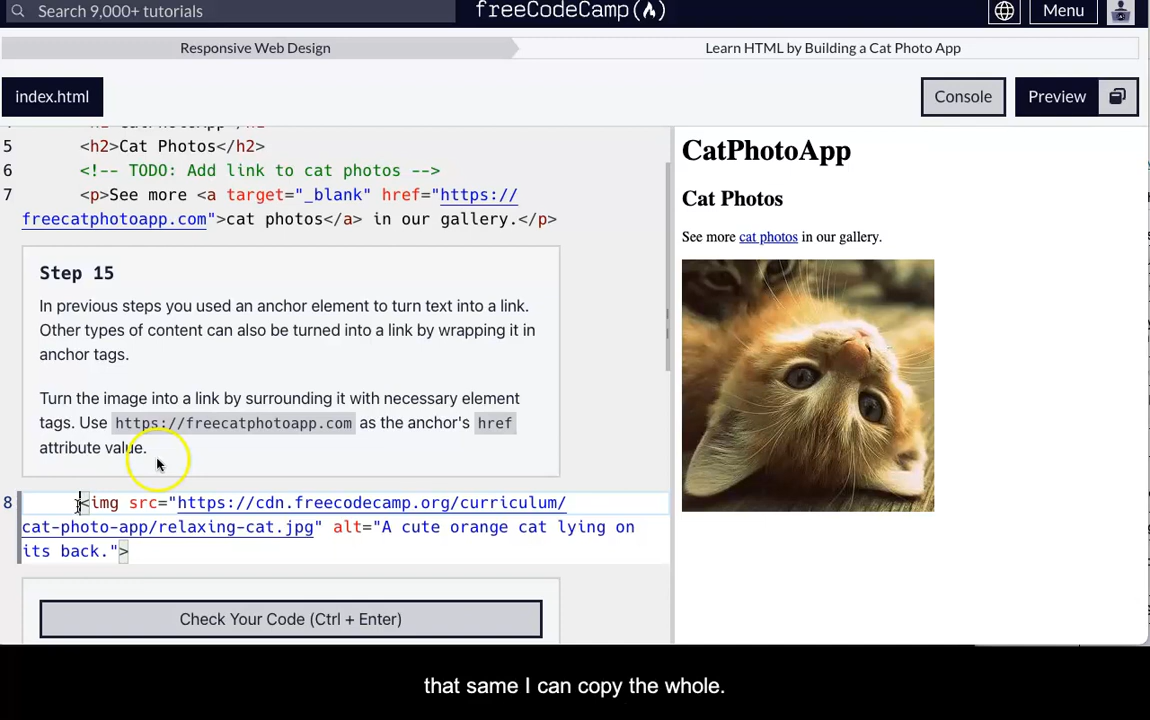 Search 9,000+ tutorials
freeCodeCamp
Menu
Responsive Web Design
Learn HTML by Building a Cat Photo App
index.html
Console
Preview
5 <h2>Cat Photos</h2>
6 <!-- TODO: Add link to cat photos -->
7 <p>See more <a target="_blank" href="https://
freecatphotoapp.com">cat photos</a> in our gallery.</p>
Step 15
In previous steps you used an anchor element to turn text into a link.
Other types of content can also be turned into a link by wrapping it in
anchor tags.
Turn the image into a link by surrounding it with necessary element
tags. Use https://freecatphotoapp.com as the anchor's href
attribute value.
8 <img src="https://cdn.freecodecamp.org/curriculum/
cat-photo-app/relaxing-cat.jpg" alt="A cute orange cat lying on
its back.">
Check Your Code (Ctrl + Enter)
CatPhotoApp
Cat Photos
See more cat photos in our gallery.
that same I can copy the whole.